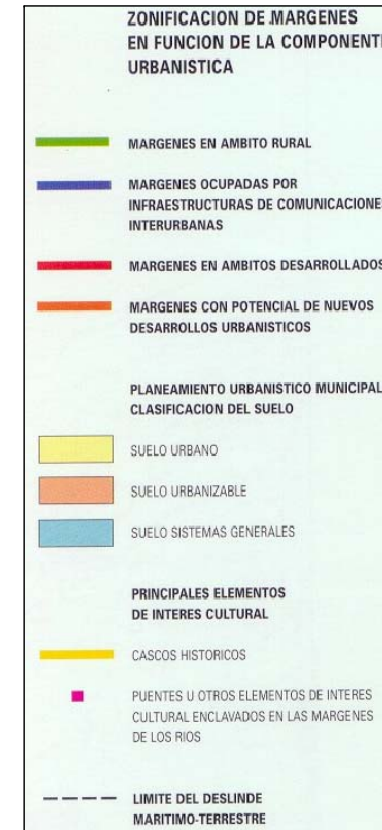 ZONIFICACION DE MARGENES
EN FUNCION DE LA COMPONENTE
URBANISTICA
MARGENES EN AMBITO RURAL
MARGENES OCUPADAS POR
INFRAESTRUCTURAS DE COMUNICACIONE
INTERURBANAS
MARGENES EN AMBITOS DESARROLLADOS
MARGENES CON POTENCIAL DE NUEVOS
DESARROLLOS URBANISTICOS
PLANEAMIENTO URBANISTICO MUNICIPAL
CLASIFICACION DEL SUELO
SUELO URBANO
SUELO URBANIZABLE
SUELO SISTEMAS GENERALES
PRINCIPALES ELEMENTOS
DE INTERES CULTURAL
CASCOS HISTORICOS
PUENTES U OTROS ELEMENTOS DE INTERES
CULTURAL ENCLAVADOS EN LAS MARGENES
DE LOS RIOS
LIMITE DEL DESLINDE
MARITIMO-TERRESTRE